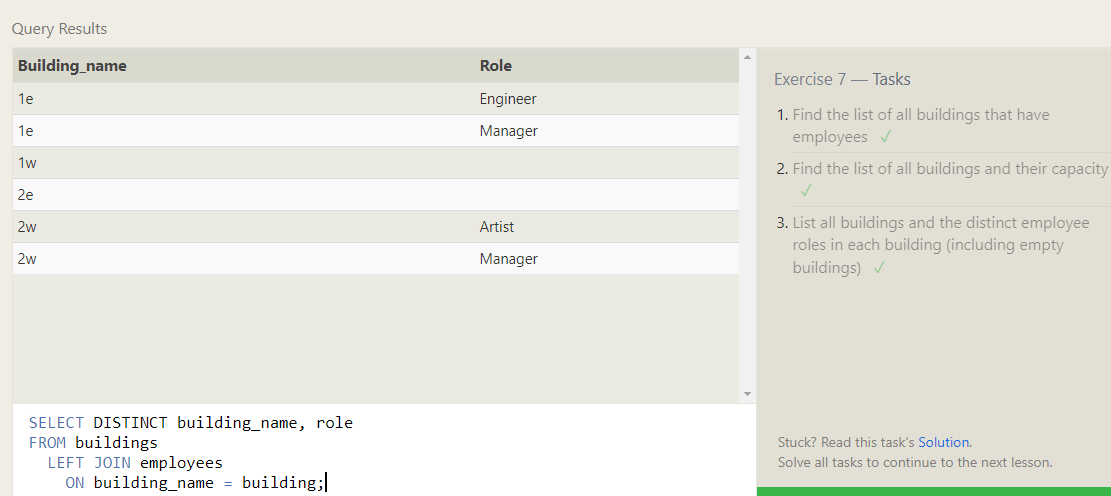 Query Results
Building_name Role
1e Engineer
1e Manager
1w
2e
2w Artist
2w Manager
SELECT DISTINCT building_name, role
FROM buildings
LEFT JOIN employees
ON building_name = building;
Exercise 7 — Tasks
1. Find the list of all buildings that have
employees ✓
2. Find the list of all buildings and their capacity
✓
3. List all buildings and the distinct employee
roles in each building (including empty
buildings) ✓
Stuck? Read this task's Solution.
Solve all tasks to continue to the next lesson.